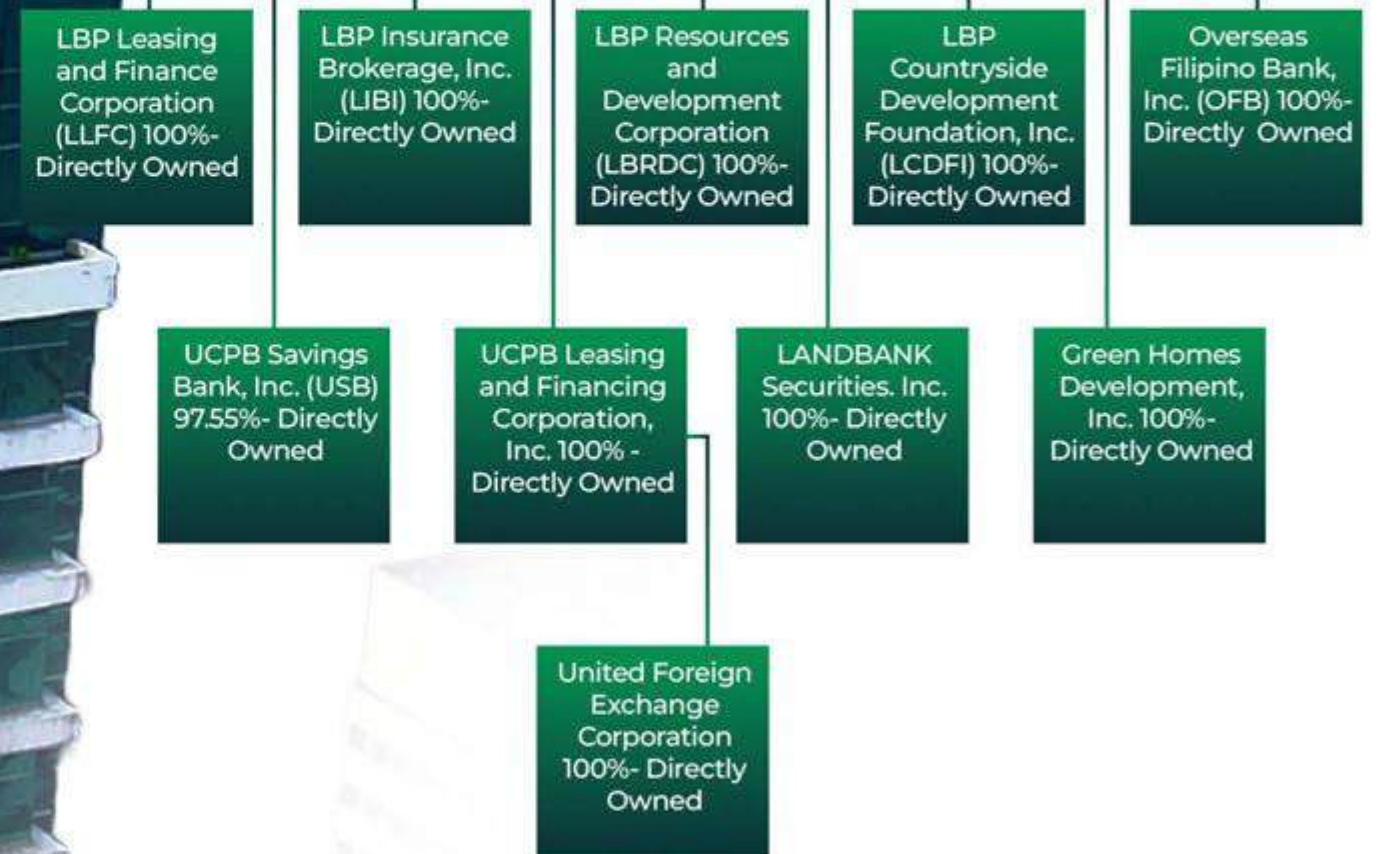 LBP Leasing
and Finance
Corporation
(LLFC) 100%-
Directly Owned
LBP Insurance
Brokerage, Inc.
(LIBI) 100%-
Directly Owned
LBP Resources
and
Development
Corporation
(LBRDC) 100%-
Directly Owned
LBP
Countryside
Development
Foundation, Inc.
(LCDFI) 100%-
Directly Owned
Overseas
Filipino Bank,
Inc. (OFB) 100%-
Directly Owned
UCPB Savings
Bank, Inc. (USB)
97.55%- Directly
Owned
UCPB Leasing
and Financing
Corporation,
Inc. 100% -
Directly Owned
LANDBANK
Securities. Inc.
100%- Directly
Owned
Green Homes
Development,
Inc. 100%-
Directly Owned
United Foreign
Exchange
Corporation
100%- Directly
Owned